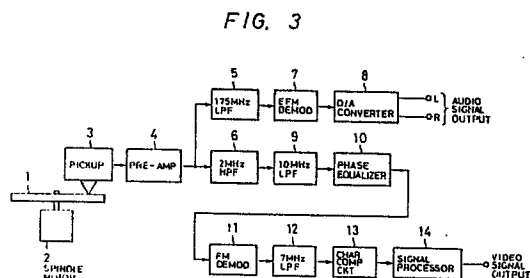 FIG. 3
5
7
8
175MHz LPF
EFM DEMOD
D/A CONVERTER
L
R
AUDIO SIGNAL OUTPUT
3
4
PICKUP
PRE-AMP
6
9
10
2MHz HPF
10MHz LPF
PHASE EQUALIZER
1
2
SPINDLE MOTOR
11
12
13
14
FM DEMOD
7MHz LPF
CHAR COMP CKT
SIGNAL PROCESSOR
VIDEO SIGNAL OUTPUT